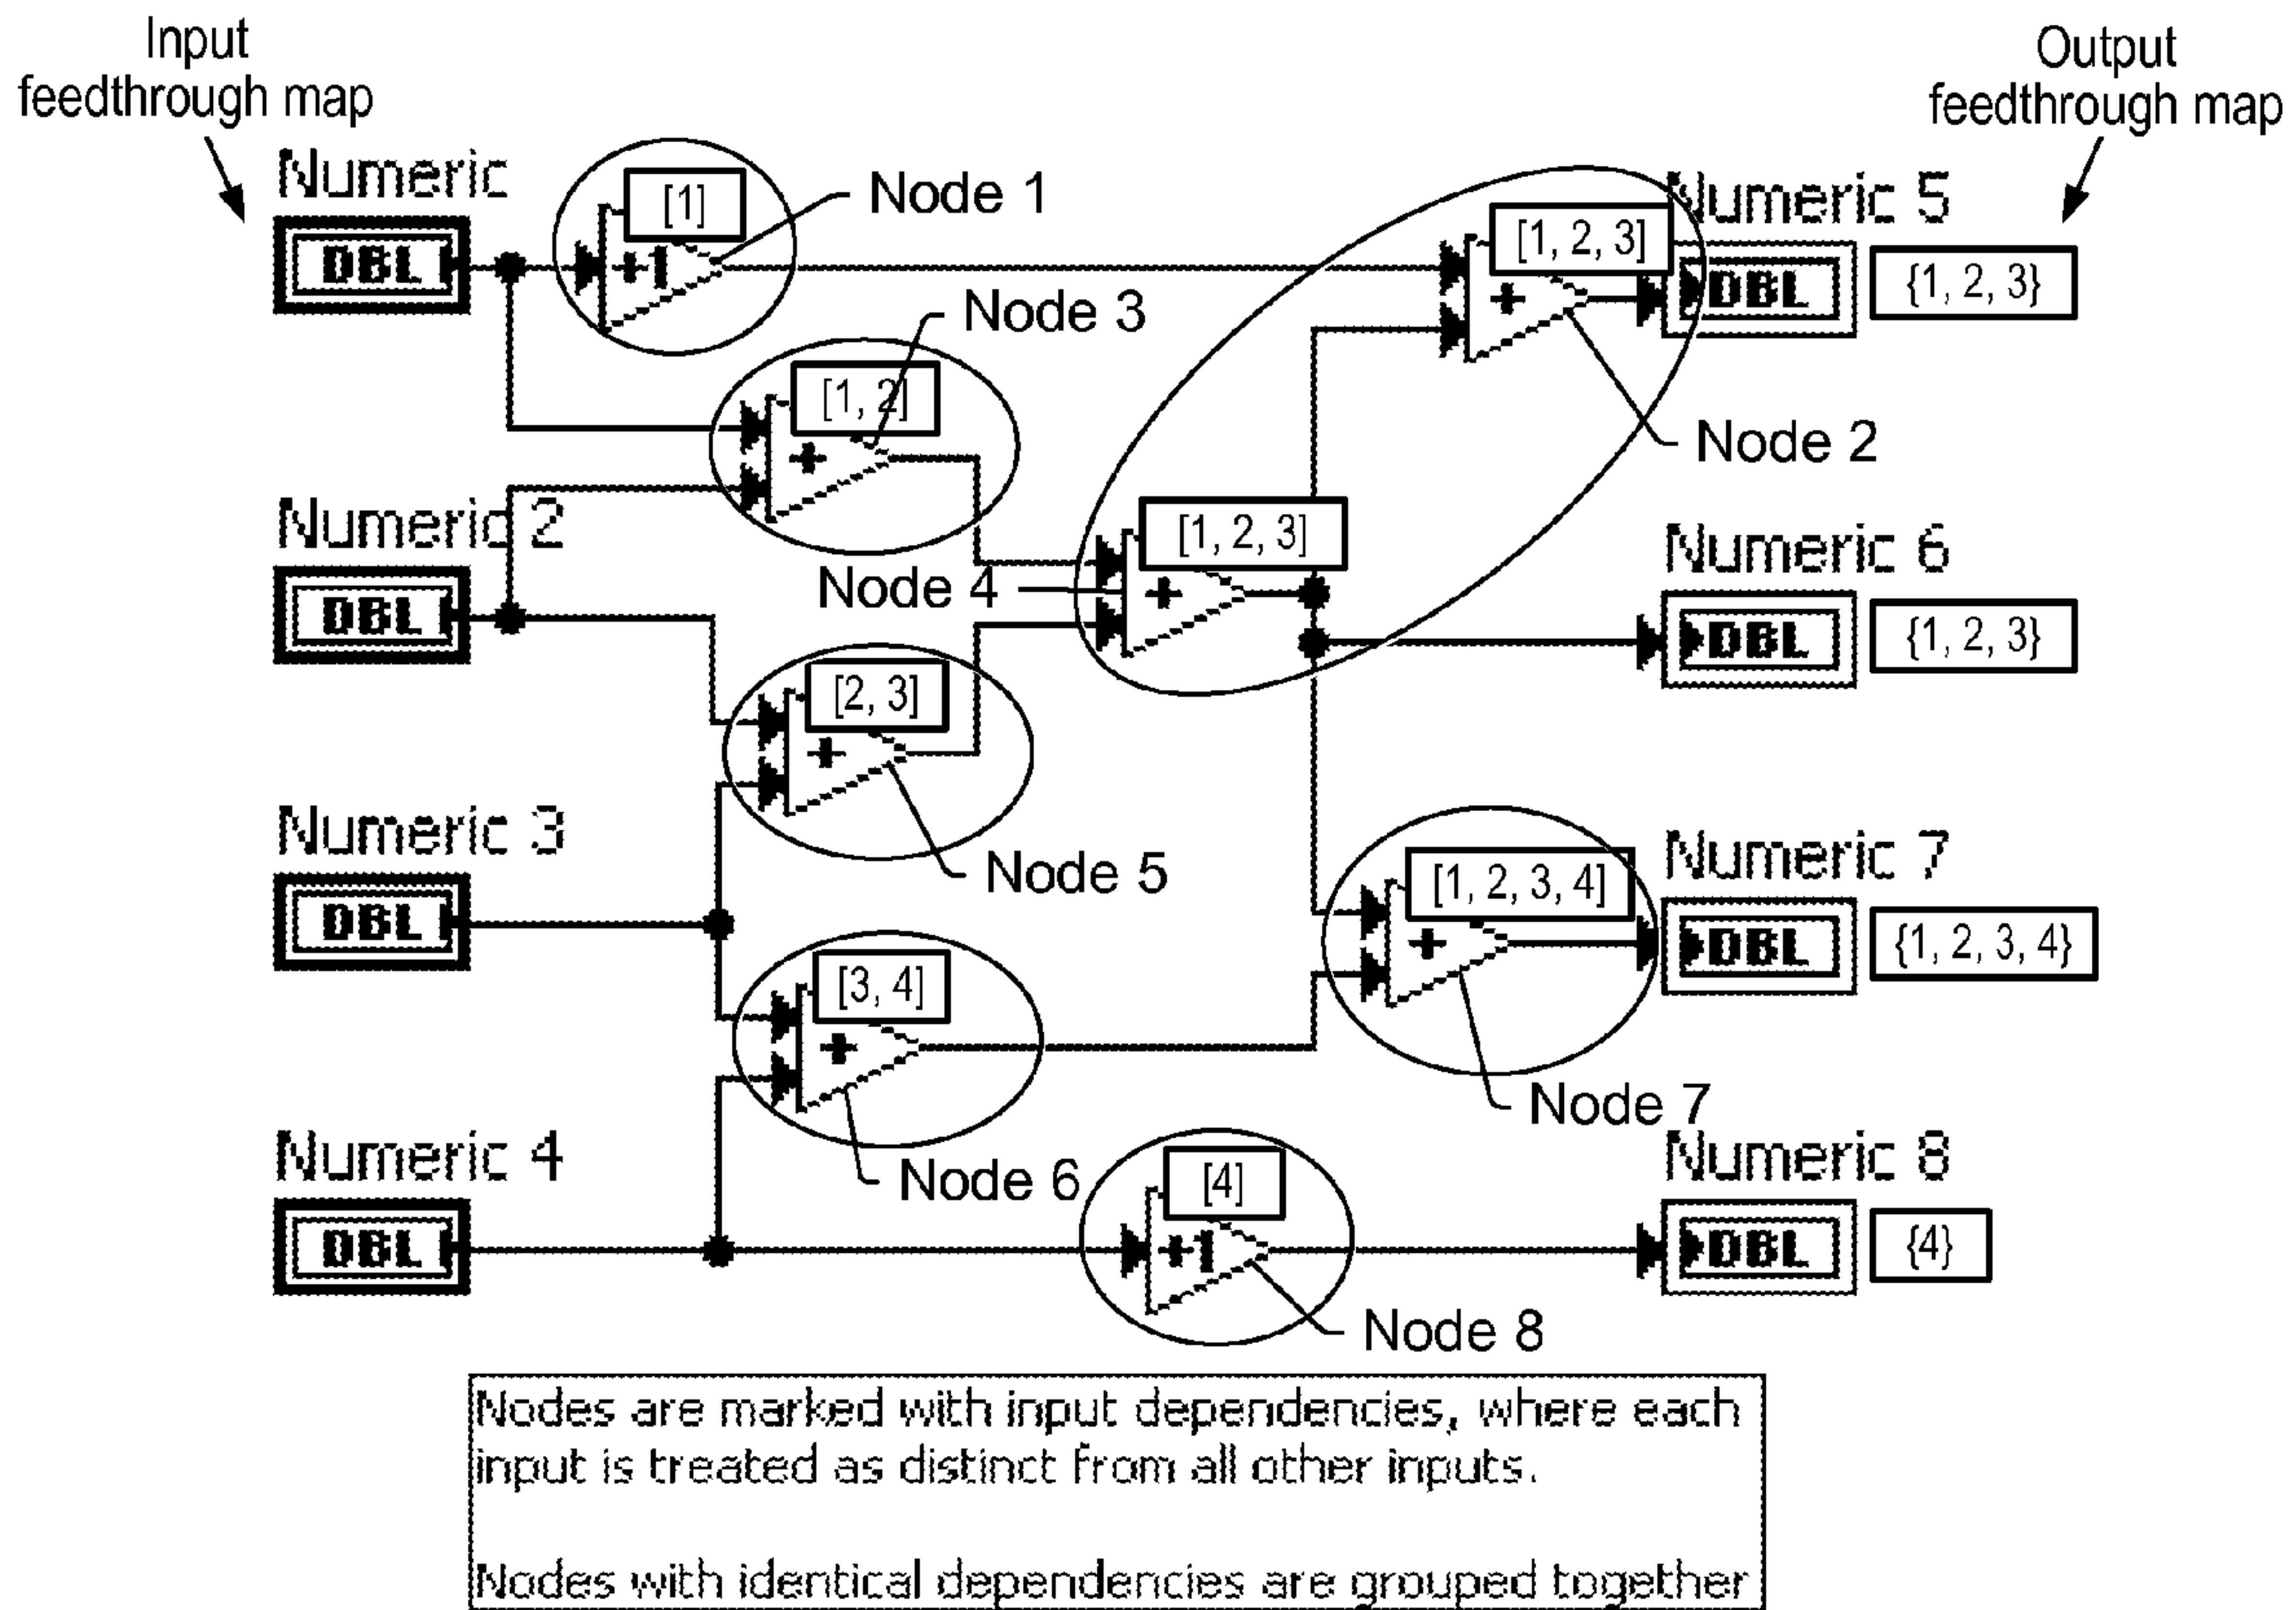 Input
feedthrough map
Output
feedthrough map
Numeric
DBL
[1]
+1
Node 1
[1, 2, 3]
+
Numeric 5
DBL
{1, 2, 3}
Node 3
[1, 2]
+
Node 2
Numeric 2
DBL
[1, 2, 3]
+
Node 4
Numeric 6
DBL
{1, 2, 3}
[2, 3]
+
Node 5
Numeric 3
DBL
[1, 2, 3, 4]
+
Numeric 7
DBL
{1, 2, 3, 4}
[3, 4]
+
Node 7
Node 6
Numeric 4
DBL
[4]
+1
Numeric 8
DBL
{4}
Node 8
Nodes are marked with input dependencies, where each
input is treated as distinct from all other inputs.
Nodes with identical dependencies are grouped together